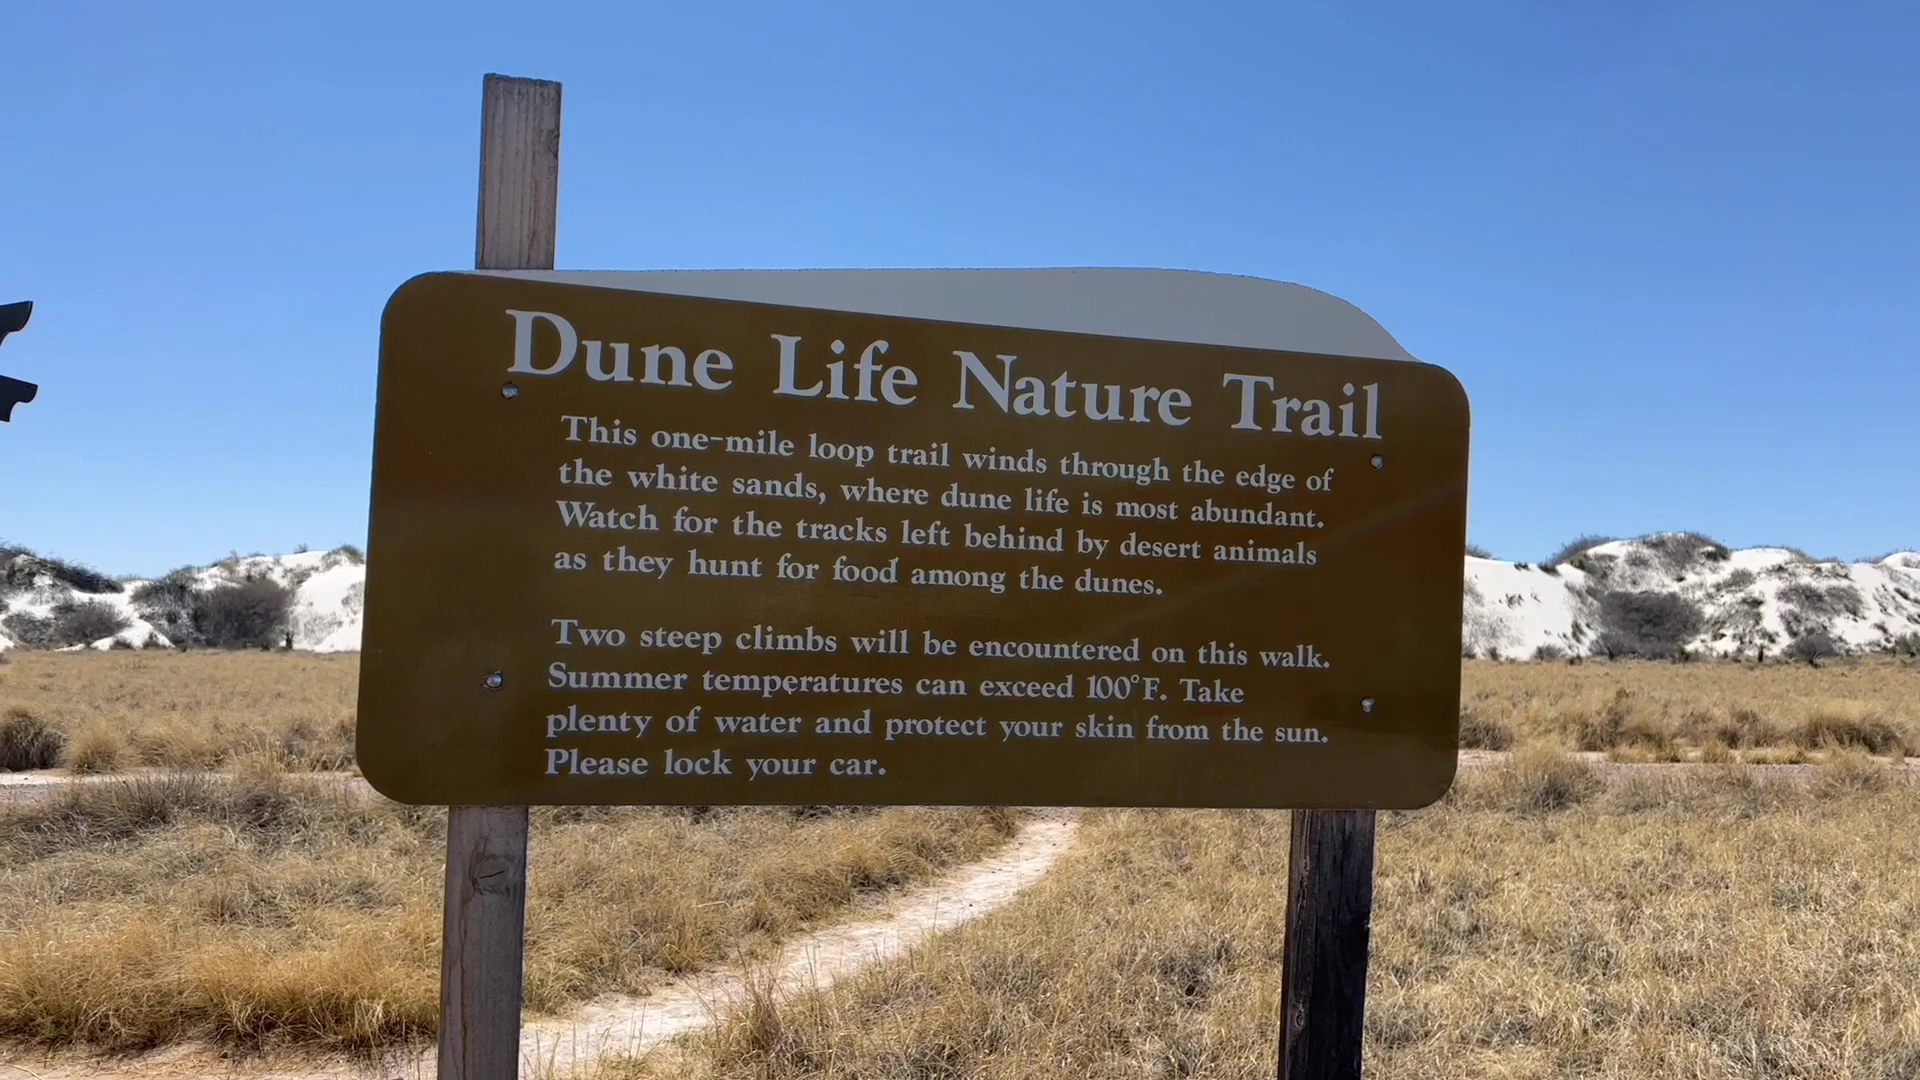 Dune Life Nature Trail
This one-mile loop trail winds through the edge of
the white sands, where dune life is most abundant.
Watch for the tracks left behind by desert animals
as they hunt for food among the dunes.
Two steep climbs will be encountered on this walk.
Summer temperatures can exceed 100°F. Take
plenty of water and protect your skin from the sun.
Please lock your car.